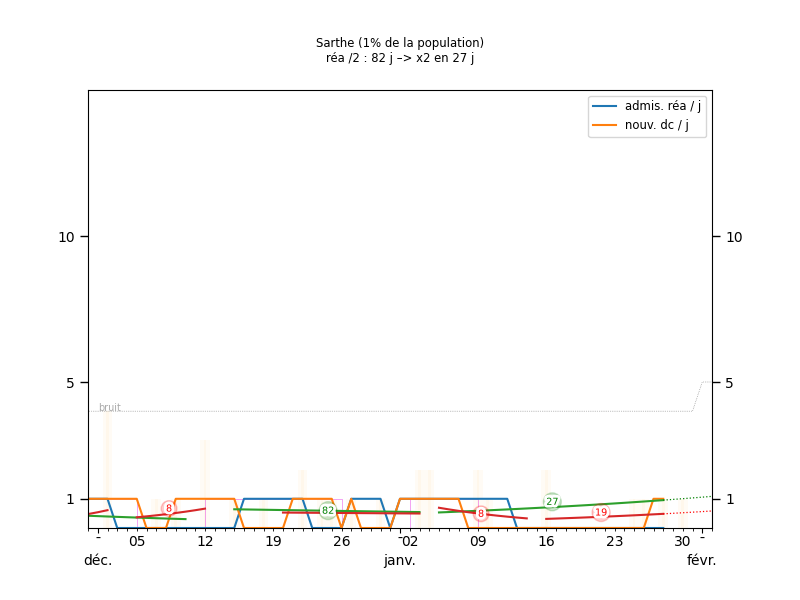 Sarthe (1% de la population)
réa /2 : 82 j –> x2 en 27 j
admis. réa / j
nouv. dc / j
10 10
5 5
bruit
1 1
8 82 8 27 19
- 05 12 19 26 - 02 09 16 23 30 -
déc. janv. févr.